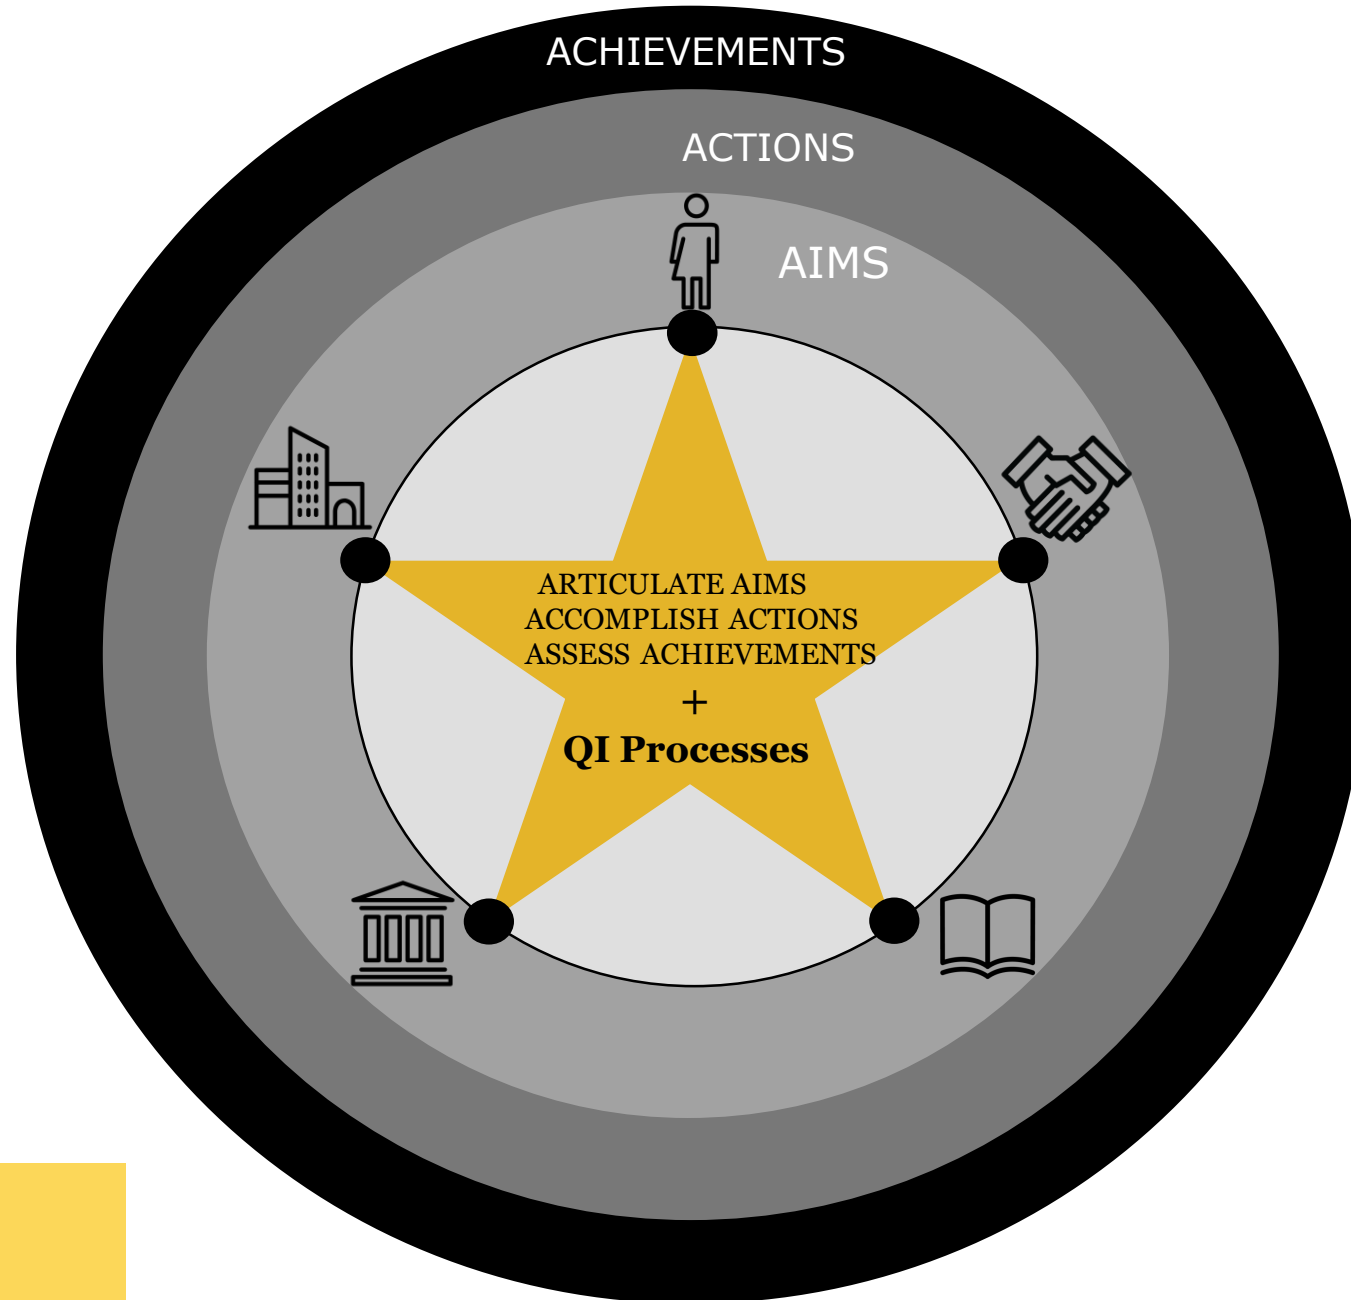 ACHIEVEMENTS
ACTIONS
AIMS
ARTICULATE AIMS
ACCOMPLISH ACTIONS
ASSESS ACHIEVEMENTS
+
QI Processes